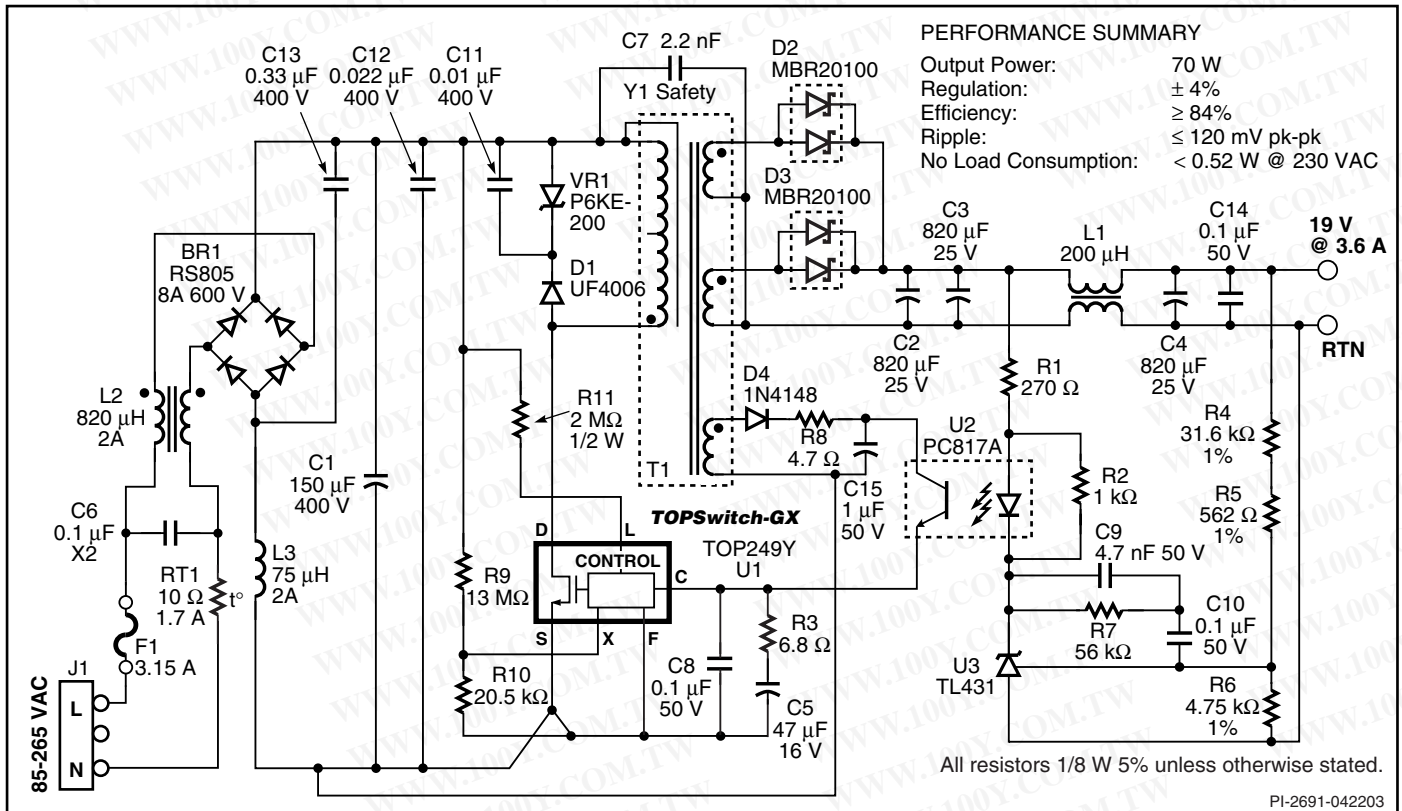 PERFORMANCE SUMMARY
Output Power: 70 W
Regulation: ± 4%
Efficiency: ≥ 84%
Ripple: ≤ 120 mV pk-pk
No Load Consumption: < 0.52 W @ 230 VAC
C13
0.33 µF
400 V
C12
0.022 µF
400 V
C11
0.01 µF
400 V
C7 2.2 nF
Y1 Safety
D2
MBR20100
D3
MBR20100
VR1
P6KE-
200
D1
UF4006
BR1
RS805
8A 600 V
C3
820 µF
25 V
L1
200 µH
C14
0.1 µF
50 V
19 V
@ 3.6 A
RTN
C2
820 µF
25 V
C4
820 µF
25 V
R1
270 Ω
L2
820 µH
2A
R11
2 MΩ
1/2 W
D4
1N4148
R8
4.7 Ω
T1
C15
1 µF
50 V
U2
PC817A
R2
1 kΩ
R4
31.6 kΩ
1%
R5
562 Ω
1%
C1
150 µF
400 V
C6
0.1 µF
X2
RT1
10 Ω
1.7 A
t°
L3
75 µH
2A
F1
3.15 A
J1
L
N
85-265 VAC
R9
13 MΩ
R10
20.5 kΩ
TOPSwitch-GX
TOP249Y
U1
D
L
CONTROL
C
S
X
F
C8
0.1 µF
50 V
R3
6.8 Ω
C5
47 µF
16 V
C9
4.7 nF 50 V
R7
56 kΩ
C10
0.1 µF
50 V
U3
TL431
R6
4.75 kΩ
1%
All resistors 1/8 W 5% unless otherwise stated.
PI-2691-042203
WWW.100Y.COM.TW